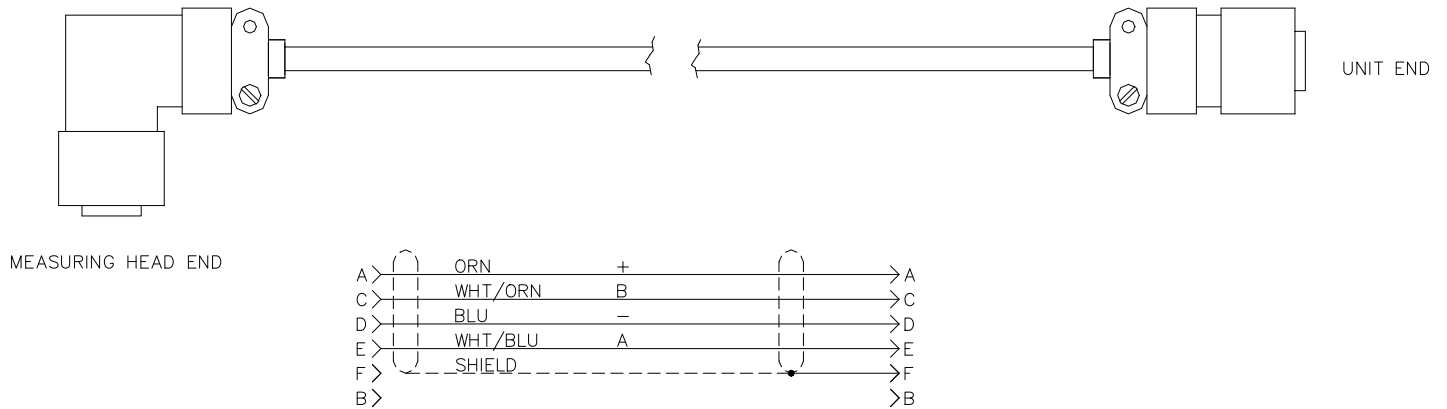 UNIT END
MEASURING HEAD END
A ORN + A
C WHT/ORN B C
D BLU - D
E WHT/BLU A E
F SHIELD F
B B